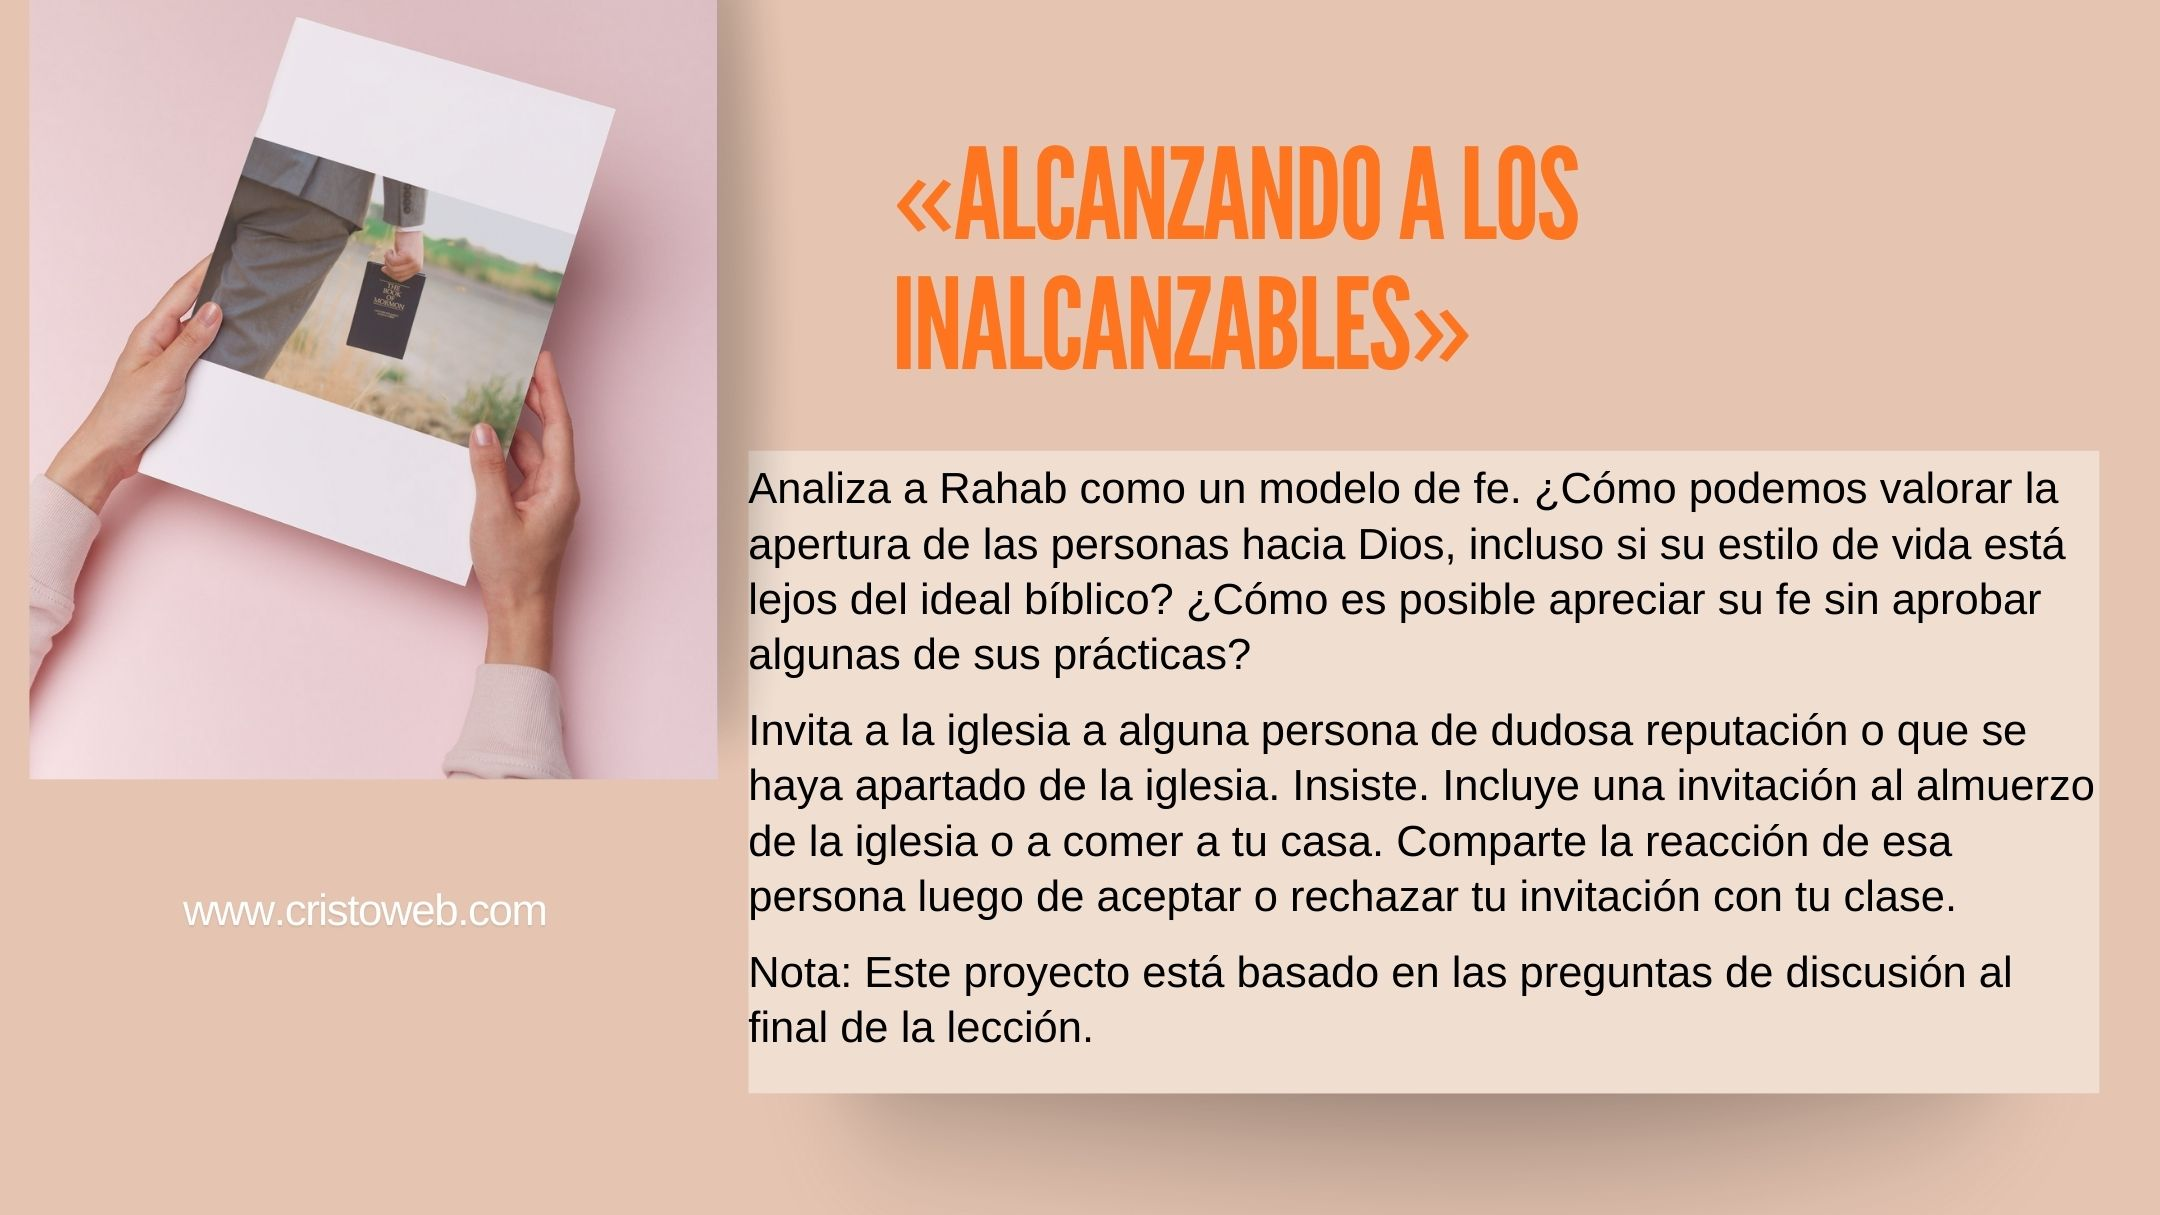 «ALCANZANDO A LOS
INALCANZABLES»
THE
BOOK
OF
MORMON
Analiza a Rahab como un modelo de fe. ¿Cómo podemos valorar la
apertura de las personas hacia Dios, incluso si su estilo de vida está
lejos del ideal bíblico? ¿Cómo es posible apreciar su fe sin aprobar
algunas de sus prácticas?
Invita a la iglesia a alguna persona de dudosa reputación o que se
haya apartado de la iglesia. Insiste. Incluye una invitación al almuerzo
de la iglesia o a comer a tu casa. Comparte la reacción de esa
persona luego de aceptar o rechazar tu invitación con tu clase.
Nota: Este proyecto está basado en las preguntas de discusión al
final de la lección.
www.cristoweb.com